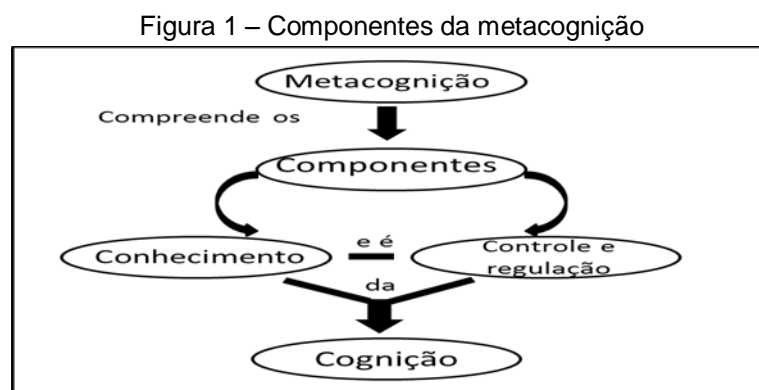 Figura 1 – Componentes da metacognição
Metacognição
Compreende os
Componentes
Conhecimento
e é
Controle e
regulação
da
Cognição